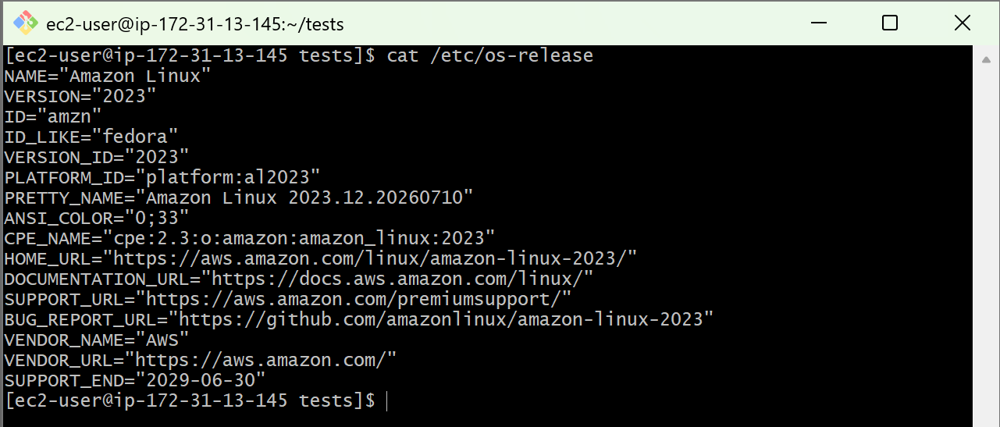 ec2-user@ip-172-31-13-145:~/tests
[ec2-user@ip-172-31-13-145 tests]$ cat /etc/os-release
NAME="Amazon Linux"
VERSION="2023"
ID="amzn"
ID_LIKE="fedora"
VERSION_ID="2023"
PLATFORM_ID="platform:al2023"
PRETTY_NAME="Amazon Linux 2023.12.20260710"
ANSI_COLOR="0;33"
CPE_NAME="cpe:2.3:o:amazon:amazon_linux:2023"
HOME_URL="https://aws.amazon.com/linux/amazon-linux-2023/"
DOCUMENTATION_URL="https://docs.aws.amazon.com/linux/"
SUPPORT_URL="https://aws.amazon.com/premiumsupport/"
BUG_REPORT_URL="https://github.com/amazonlinux/amazon-linux-2023"
VENDOR_NAME="AWS"
VENDOR_URL="https://aws.amazon.com/"
SUPPORT_END="2029-06-30"
[ec2-user@ip-172-31-13-145 tests]$